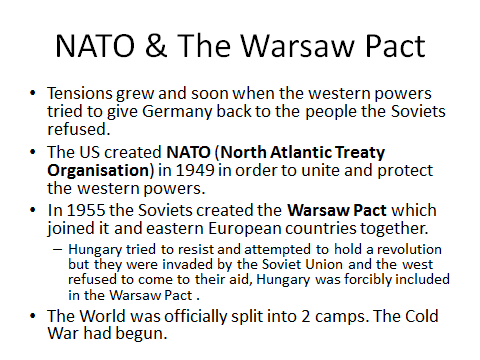 NATO & The Warsaw Pact
• Tensions grew and soon when the western powers
tried to give Germany back to the people the Soviets
refused.
• The US created NATO (North Atlantic Treaty
Organisation) in 1949 in order to unite and protect
the western powers.
• In 1955 the Soviets created the Warsaw Pact which
joined it and eastern European countries together.
– Hungary tried to resist and attempted to hold a revolution
but they were invaded by the Soviet Union and the west
refused to come to their aid, Hungary was forcibly included
in the Warsaw Pact .
• The World was officially split into 2 camps. The Cold
War had begun.